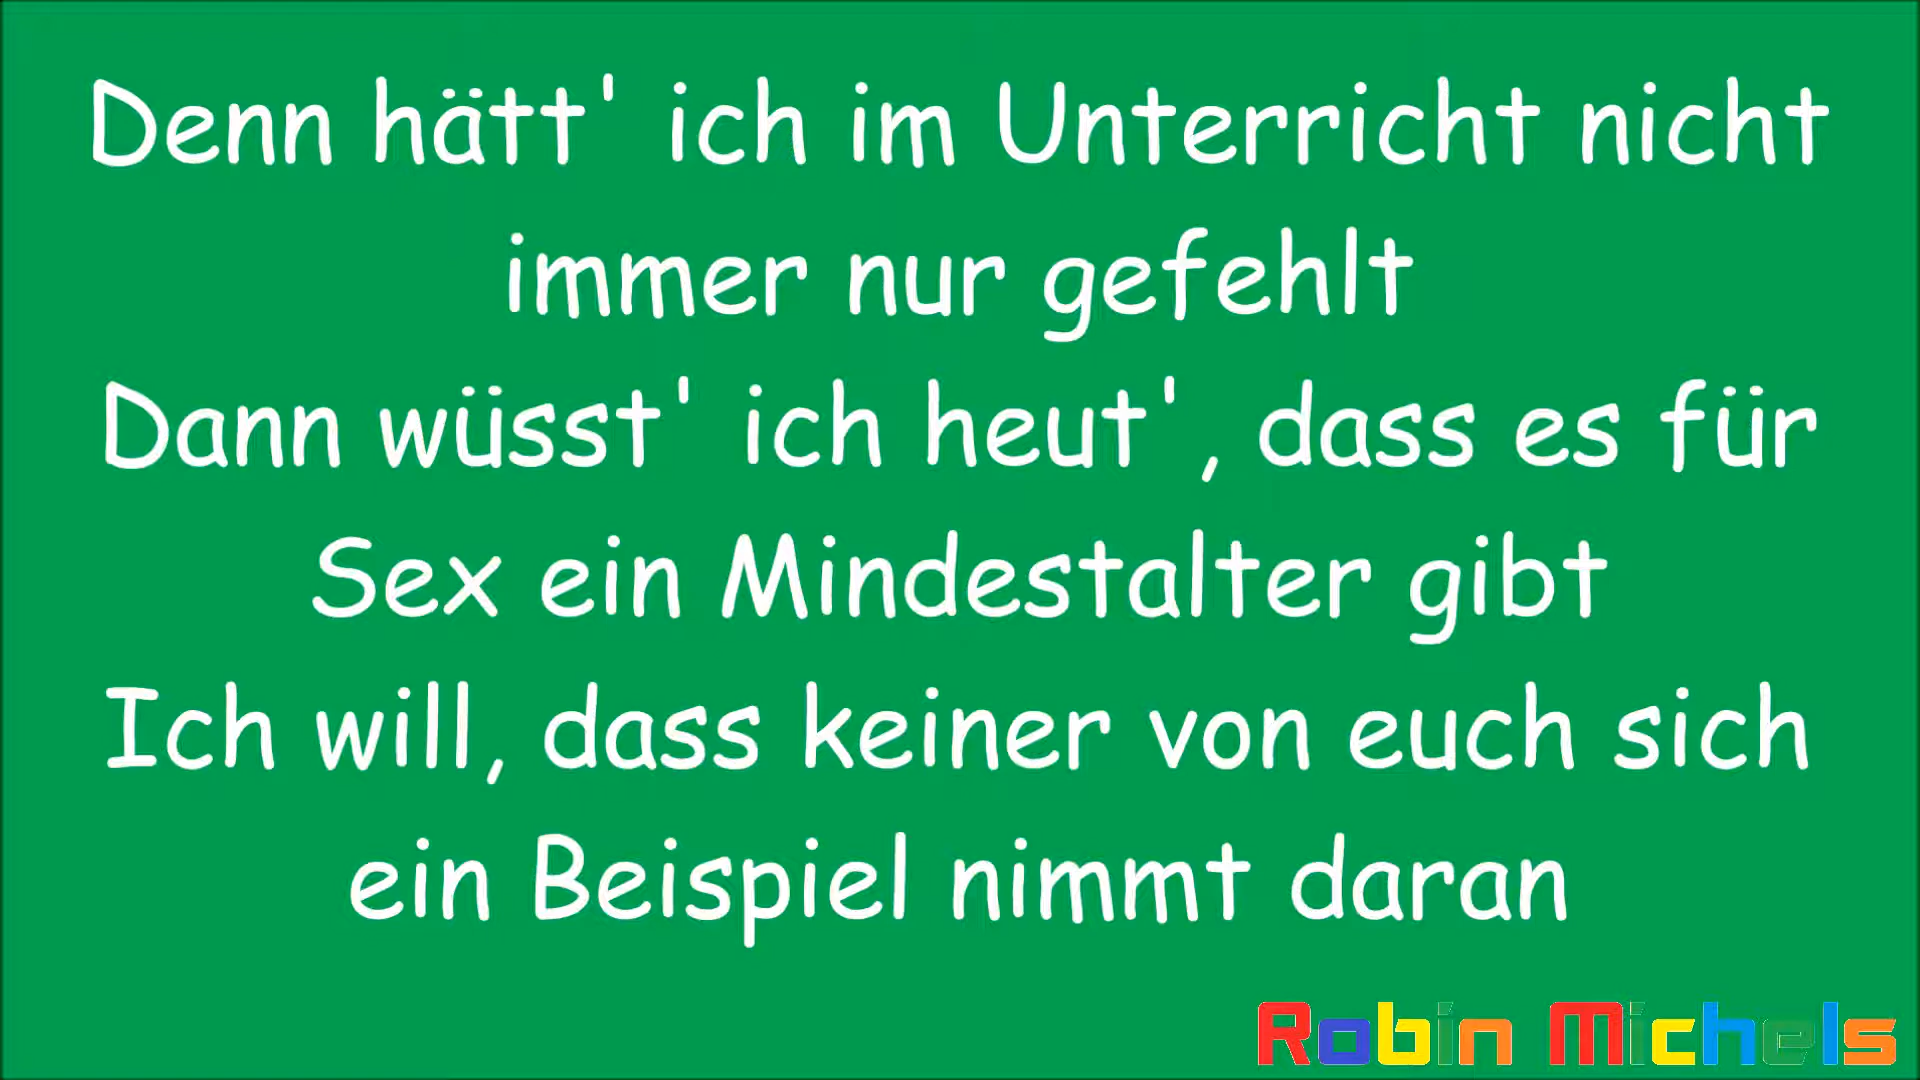 Denn hätt' ich im Unterricht nicht
immer nur gefehlt
Dann wüsst' ich heut', dass es für
Sex ein Mindestalter gibt
Ich will, dass keiner von euch sich
ein Beispiel nimmt daran
Robin Michels